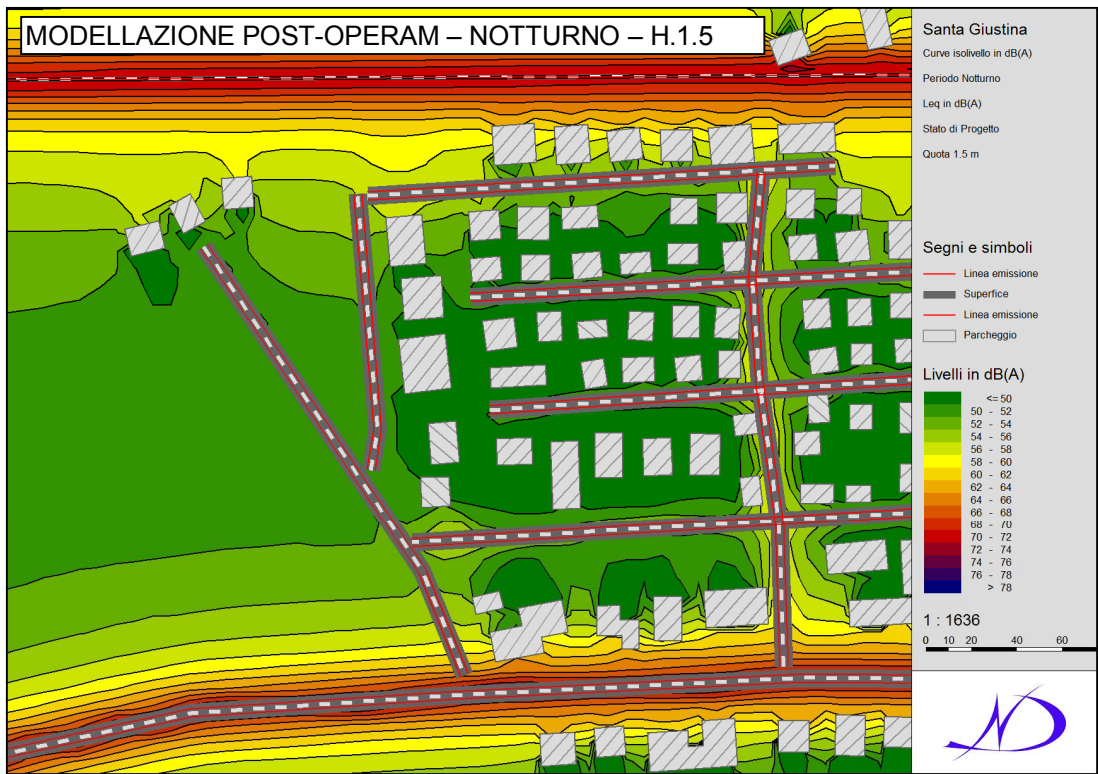 MODELLAZIONE POST-OPERAM – NOTTURNO – H.1.5
Santa Giustina
Curve isolivello in dB(A)
Periodo Notturno
Leq in dB(A)
Stato di Progetto
Quota 1.5 m
Segni e simboli
Linea emissione
Superfice
Linea emissione
Parcheggio
Livelli in dB(A)
<= 50
50 - 52
52 - 54
54 - 56
56 - 58
58 - 60
60 - 62
62 - 64
64 - 66
66 - 68
68 - 70
70 - 72
72 - 74
74 - 76
76 - 78
> 78
1 : 1636
0 10 20 40 60